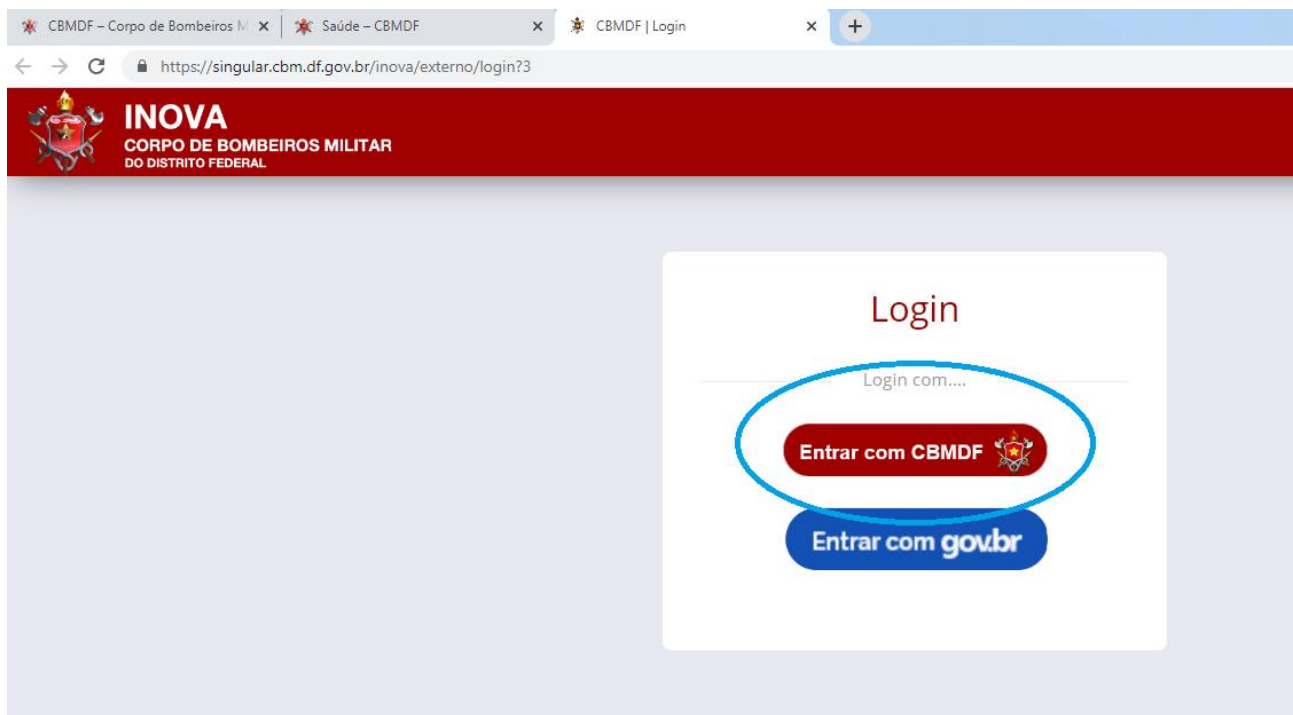 CBMDF – Corpo de Bombeiros M
Saúde – CBMDF
CBMDF | Login
https://singular.cbm.df.gov.br/inova/externo/login?3
INOVA
CORPO DE BOMBEIROS MILITAR
DO DISTRITO FEDERAL
Login
Login com....
Entrar com CBMDF
Entrar com gov.br